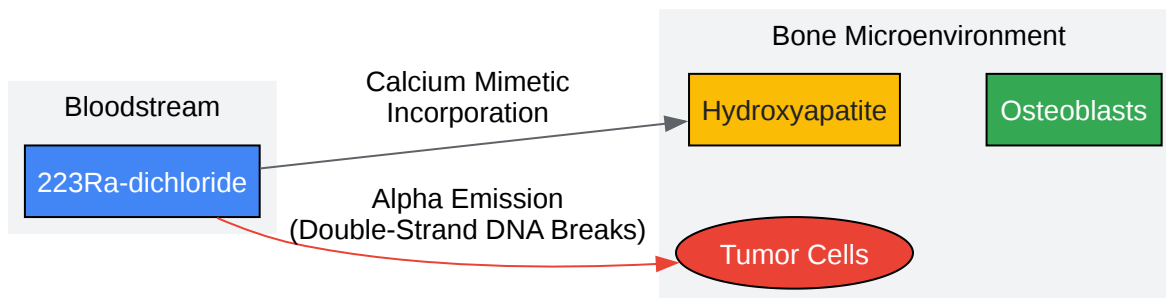 Bone Microenvironment
Bloodstream
Calcium Mimetic
Incorporation
Hydroxyapatite
Osteoblasts
223Ra-dichloride
Alpha Emission
(Double-Strand DNA Breaks)
Tumor Cells